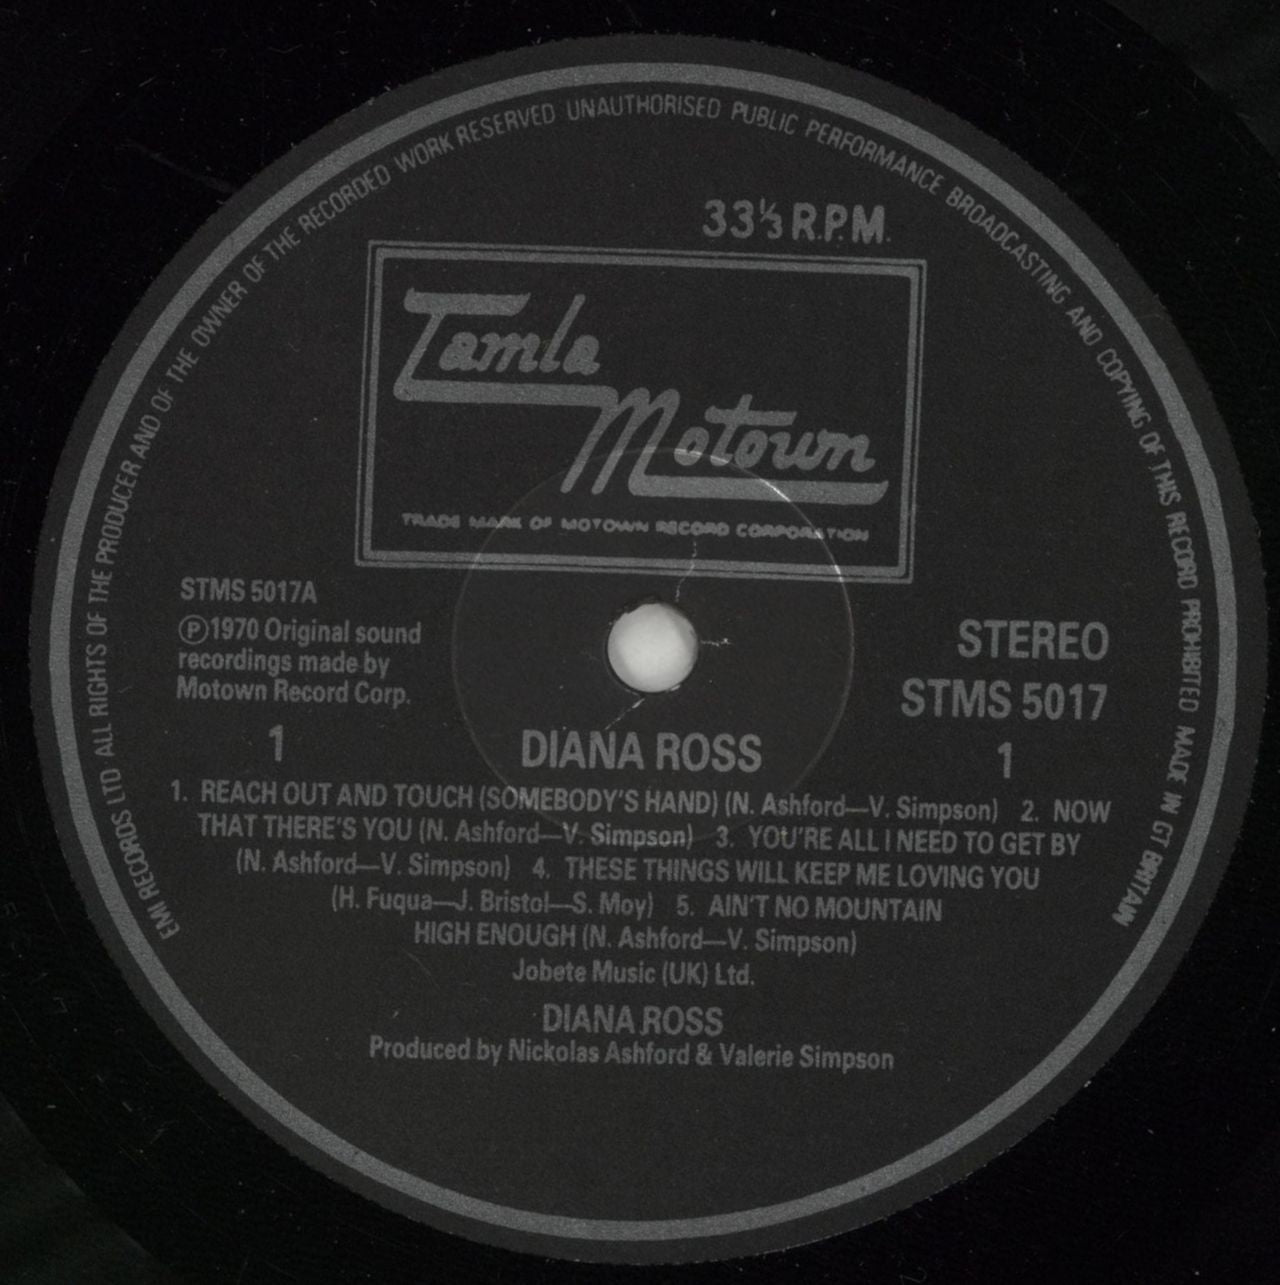 EMI RECORDS LTD ALL RIGHTS OF THE PRODUCER AND OF THE OWNER OF THE RECORDED WORK RESERVED UNAUTHORISED PUBLIC PERFORMANCE BROADCASTING AND COPYING OF THIS RECORD PROHIBITED MADE IN GT BRITAIN
33⅓ R.P.M.
Tamla
Motown
TRADE MARK OF MOTOWN RECORD CORPORATION
STMS 5017A
Ⓟ1970 Original sound
recordings made by
Motown Record Corp.
1
STEREO
STMS 5017
1
DIANA ROSS
1. REACH OUT AND TOUCH (SOMEBODY'S HAND) (N. Ashford—V. Simpson) 2. NOW
THAT THERE'S YOU (N. Ashford—V. Simpson) 3. YOU'RE ALL I NEED TO GET BY
(N. Ashford—V. Simpson) 4. THESE THINGS WILL KEEP ME LOVING YOU
(H. Fuqua—J. Bristol—S. Moy) 5. AIN'T NO MOUNTAIN
HIGH ENOUGH (N. Ashford—V. Simpson)
Jobete Music (UK) Ltd.
DIANA ROSS
Produced by Nickolas Ashford & Valerie Simpson